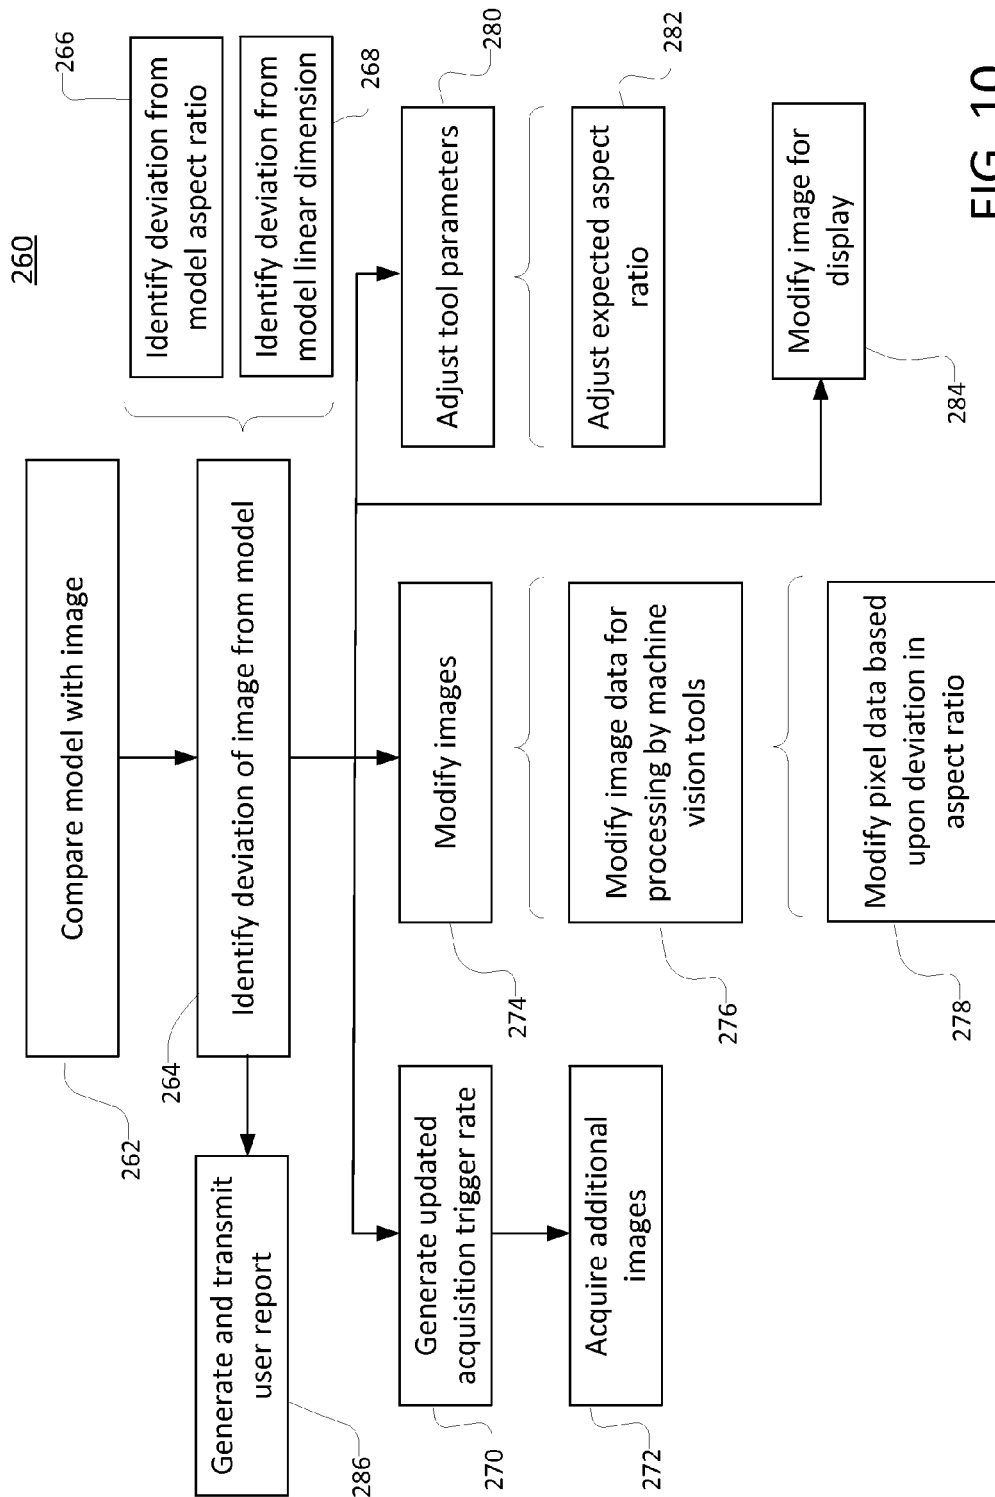 260
Compare model with image
262
Identify deviation of image from model
264
Identify deviation from
model aspect ratio
266
Identify deviation from
model linear dimension
268
Generate and transmit
user report
286
Generate updated
acquisition trigger rate
270
Acquire additional
images
272
Modify images
274
Modify image data for
processing by machine
vision tools
276
Modify pixel data based
upon deviation in
aspect ratio
278
Adjust tool parameters
280
Adjust expected aspect
ratio
282
Modify image for
display
284
FIG. 10